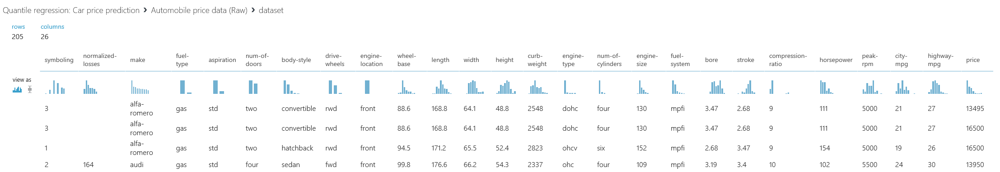 Quantile regression: Car price prediction › Automobile price data (Raw) › dataset
rows columns
205 26
symboling normalized-losses make fuel-type aspiration num-of-doors body-style drive-wheels engine-location wheel-base length width height curb-weight engine-type num-of-cylinders engine-size fuel-system bore stroke compression-ratio horsepower peak-rpm city-mpg highway-mpg price
view as
3 alfa-romero gas std two convertible rwd front 88.6 168.8 64.1 48.8 2548 dohc four 130 mpfi 3.47 2.68 9 111 5000 21 27 13495
3 alfa-romero gas std two convertible rwd front 88.6 168.8 64.1 48.8 2548 dohc four 130 mpfi 3.47 2.68 9 111 5000 21 27 16500
1 alfa-romero gas std two hatchback rwd front 94.5 171.2 65.5 52.4 2823 ohcv six 152 mpfi 2.68 3.47 9 154 5000 19 26 16500
2 164 audi gas std four sedan fwd front 99.8 176.6 66.2 54.3 2337 ohc four 109 mpfi 3.19 3.4 10 102 5500 24 30 13950